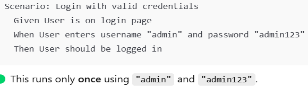 Scenario: Login with valid credentials
Given User is on login page
When User enters username "admin" and password "admin123"
Then User should be logged in
This runs only once using "admin" and "admin123".